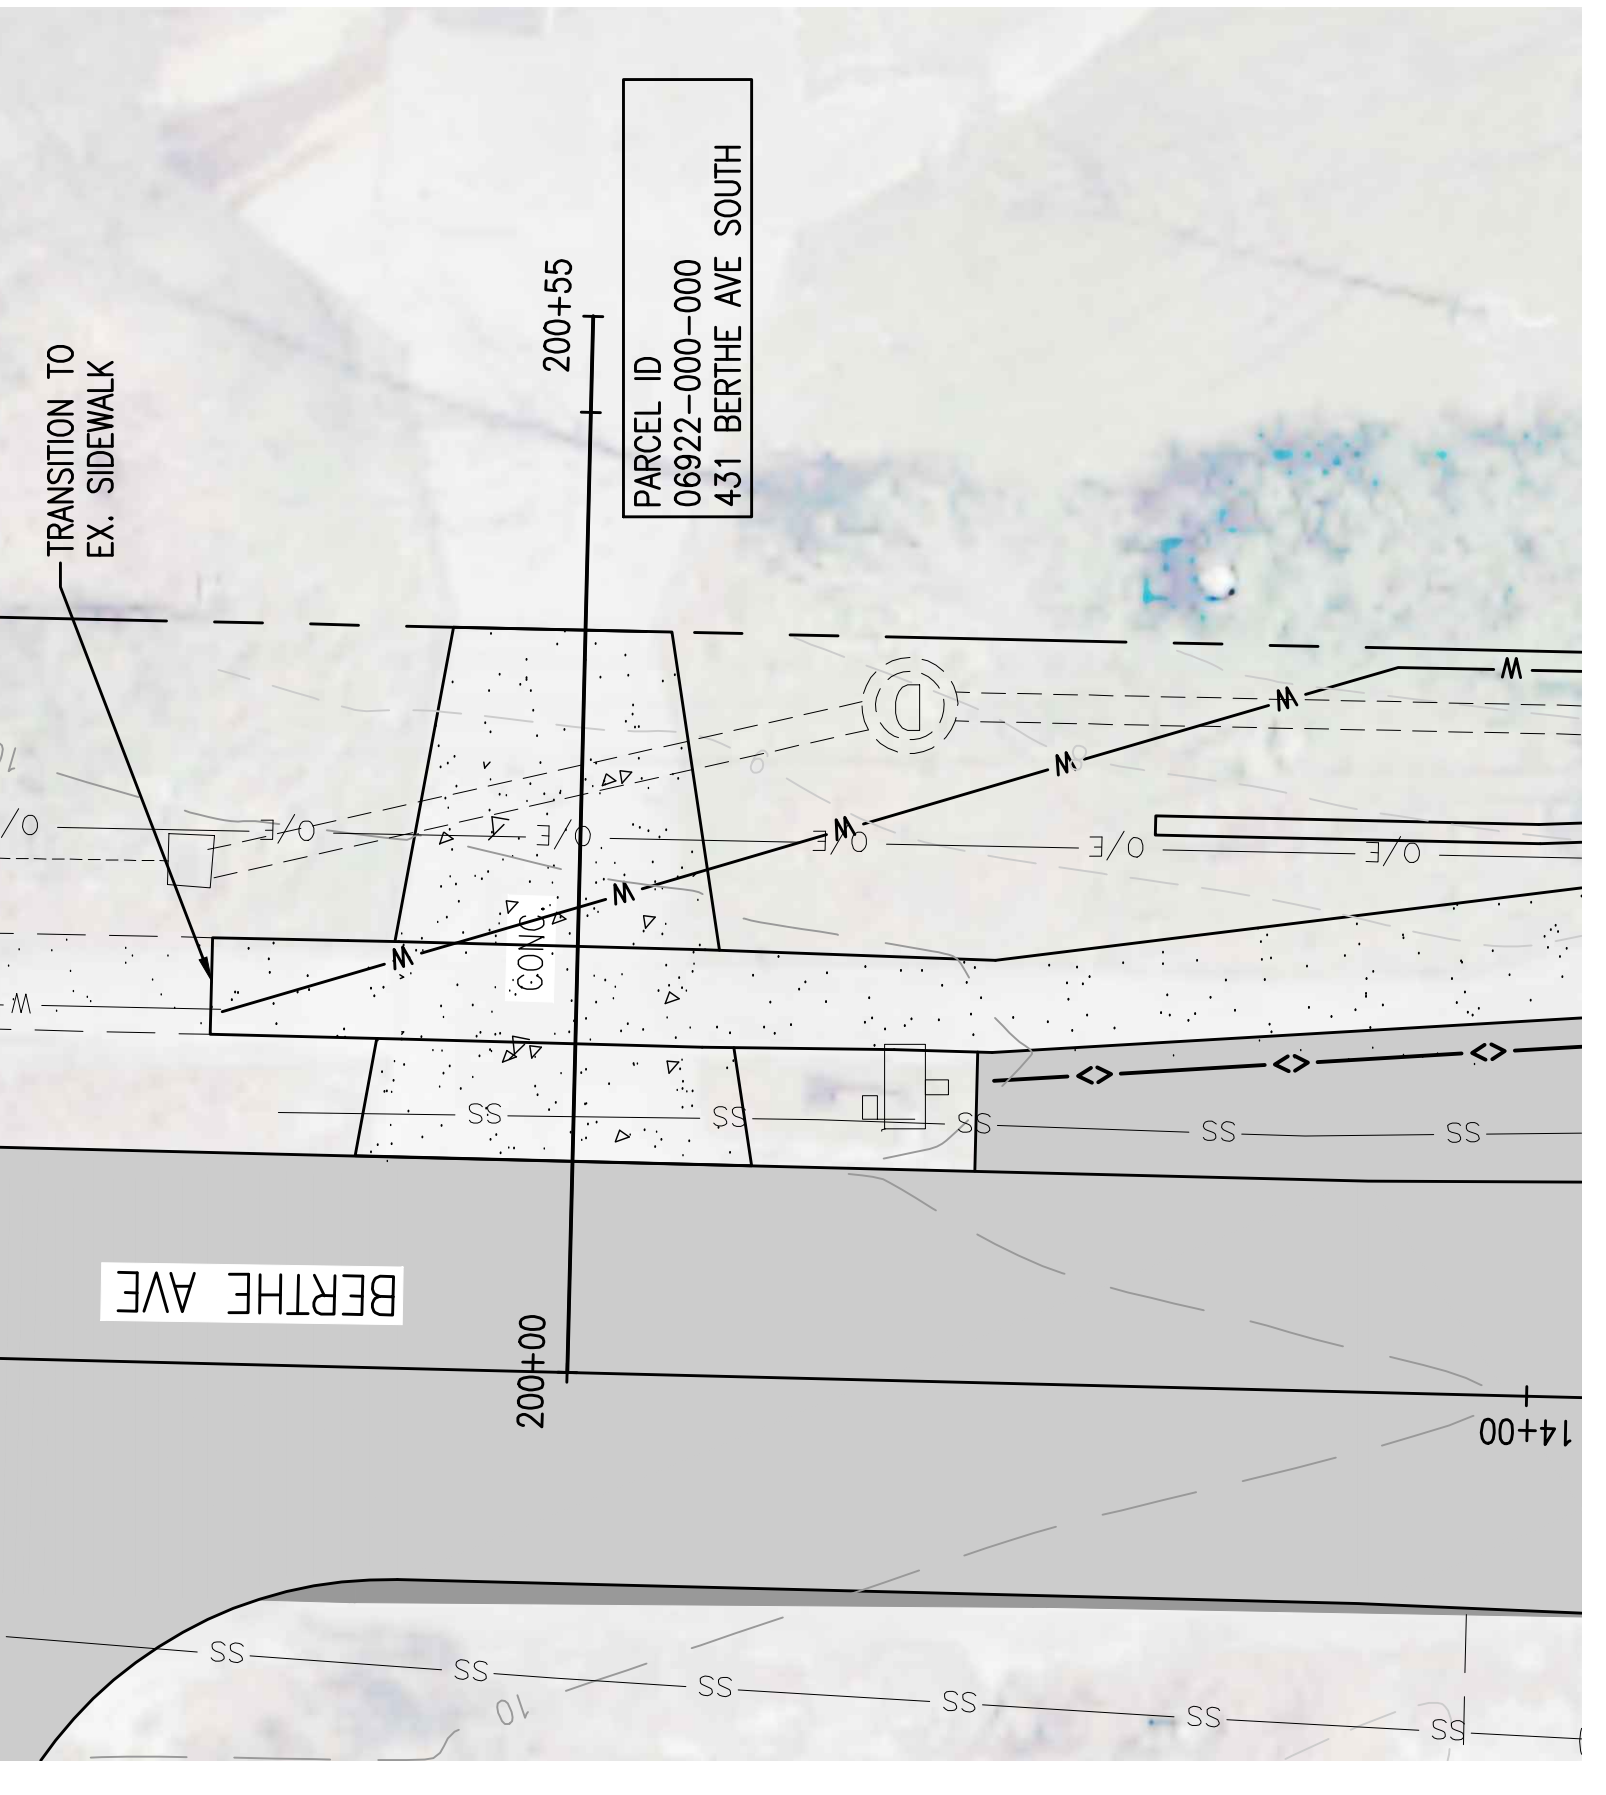 TRANSITION TO
EX. SIDEWALK
200+55
PARCEL ID
06922-000-000
431 BERTHE AVE SOUTH
10
O/E
O/E
O/E
O/E
O/E
O/E
W
W
W
W
W
W
W
CONC
SS
SS
SS
SS
SS
BERTHE AVE
200+00
14+00
SS
SS
SS
SS
SS
SS
10